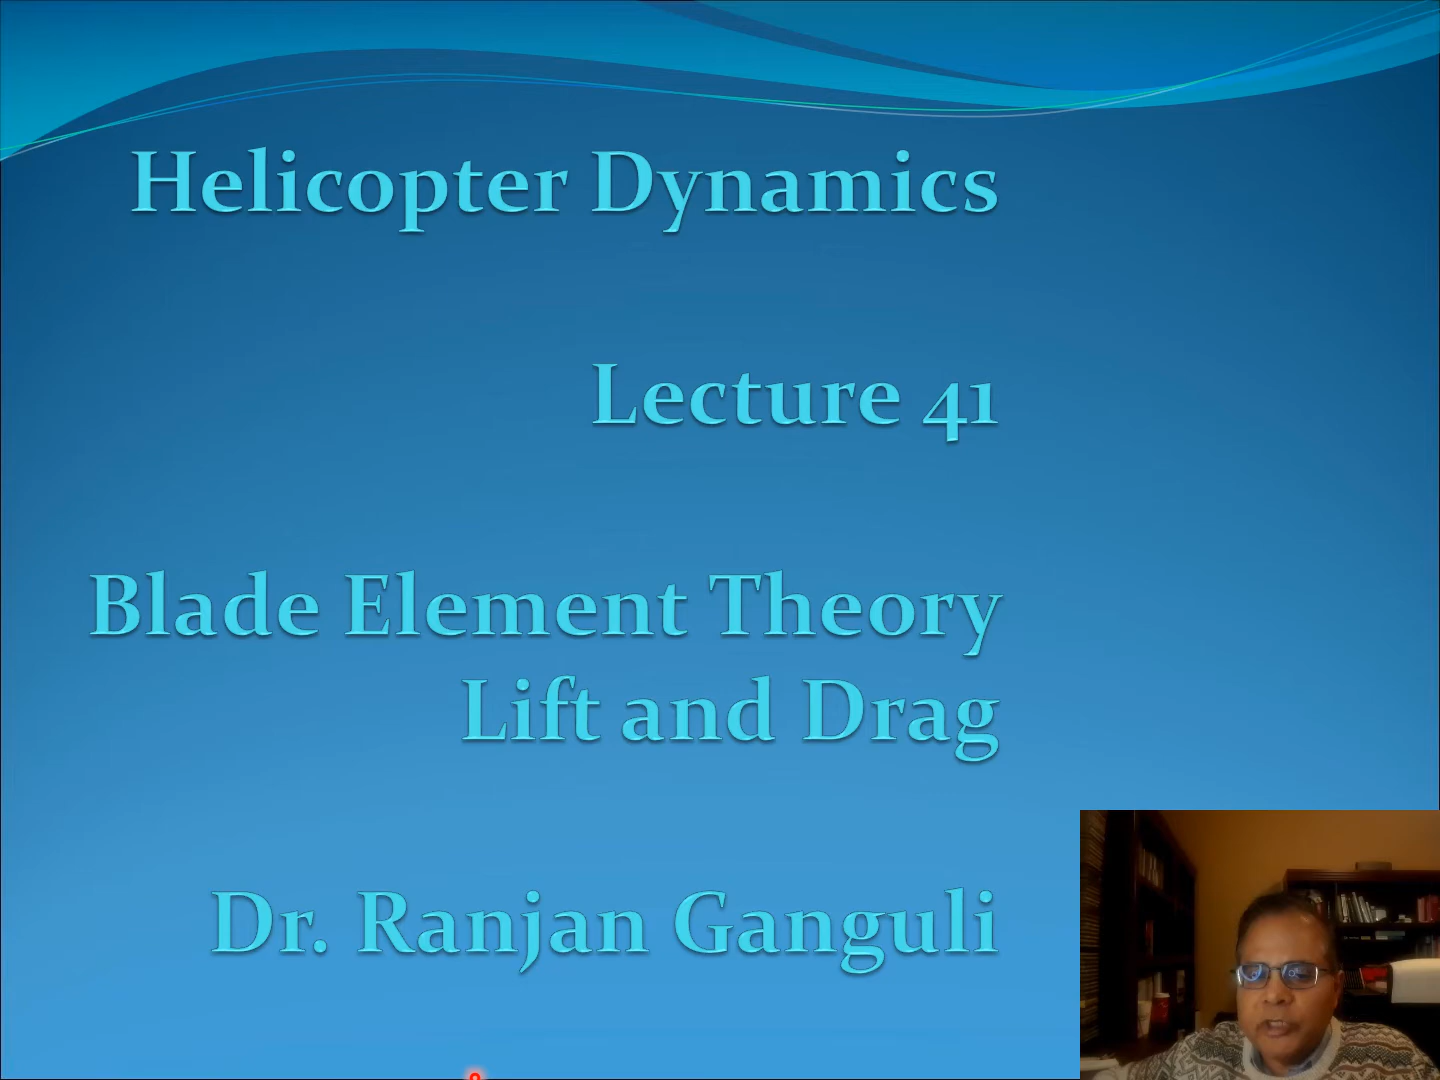 Helicopter Dynamics
Lecture 41
Blade Element Theory
Lift and Drag
Dr. Ranjan Ganguli